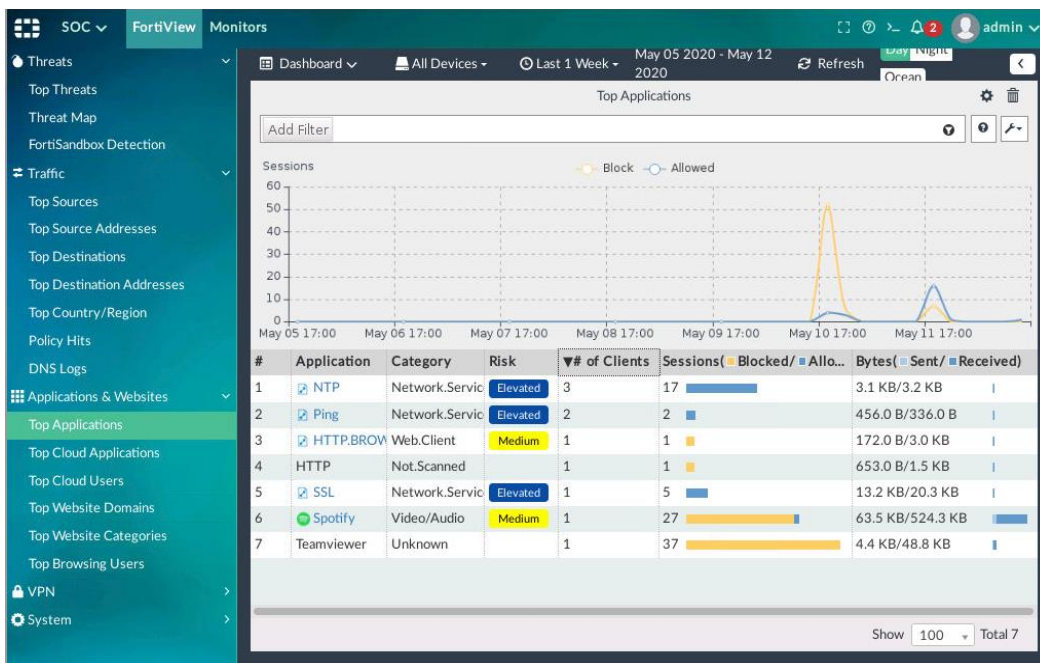 SOC FortiView Monitors
>_ 2 admin
Threats
Top Threats
Threat Map
FortiSandbox Detection
Traffic
Top Sources
Top Source Addresses
Top Destinations
Top Destination Addresses
Top Country/Region
Policy Hits
DNS Logs
Applications & Websites
Top Applications
Top Cloud Applications
Top Cloud Users
Top Website Domains
Top Website Categories
Top Browsing Users
VPN
System
Dashboard All Devices Last 1 Week May 05 2020 - May 12 2020 Refresh Day Night Ocean
Top Applications
Add Filter
Sessions Block Allowed
60
50
40
30
20
10
0
May 05 17:00 May 06 17:00 May 07 17:00 May 08 17:00 May 09 17:00 May 10 17:00 May 11 17:00
# Application Category Risk ▼# of Clients Sessions( Blocked/ Allo... Bytes( Sent/ Received)
1 NTP Network.Servic Elevated 3 17 3.1 KB/3.2 KB
2 Ping Network.Servic Elevated 2 2 456.0 B/336.0 B
3 HTTP.BROW Web.Client Medium 1 1 172.0 B/3.0 KB
4 HTTP Not.Scanned 1 1 653.0 B/1.5 KB
5 SSL Network.Servic Elevated 1 5 13.2 KB/20.3 KB
6 Spotify Video/Audio Medium 1 27 63.5 KB/524.3 KB
7 Teamviewer Unknown 1 37 4.4 KB/48.8 KB
Show 100 Total 7